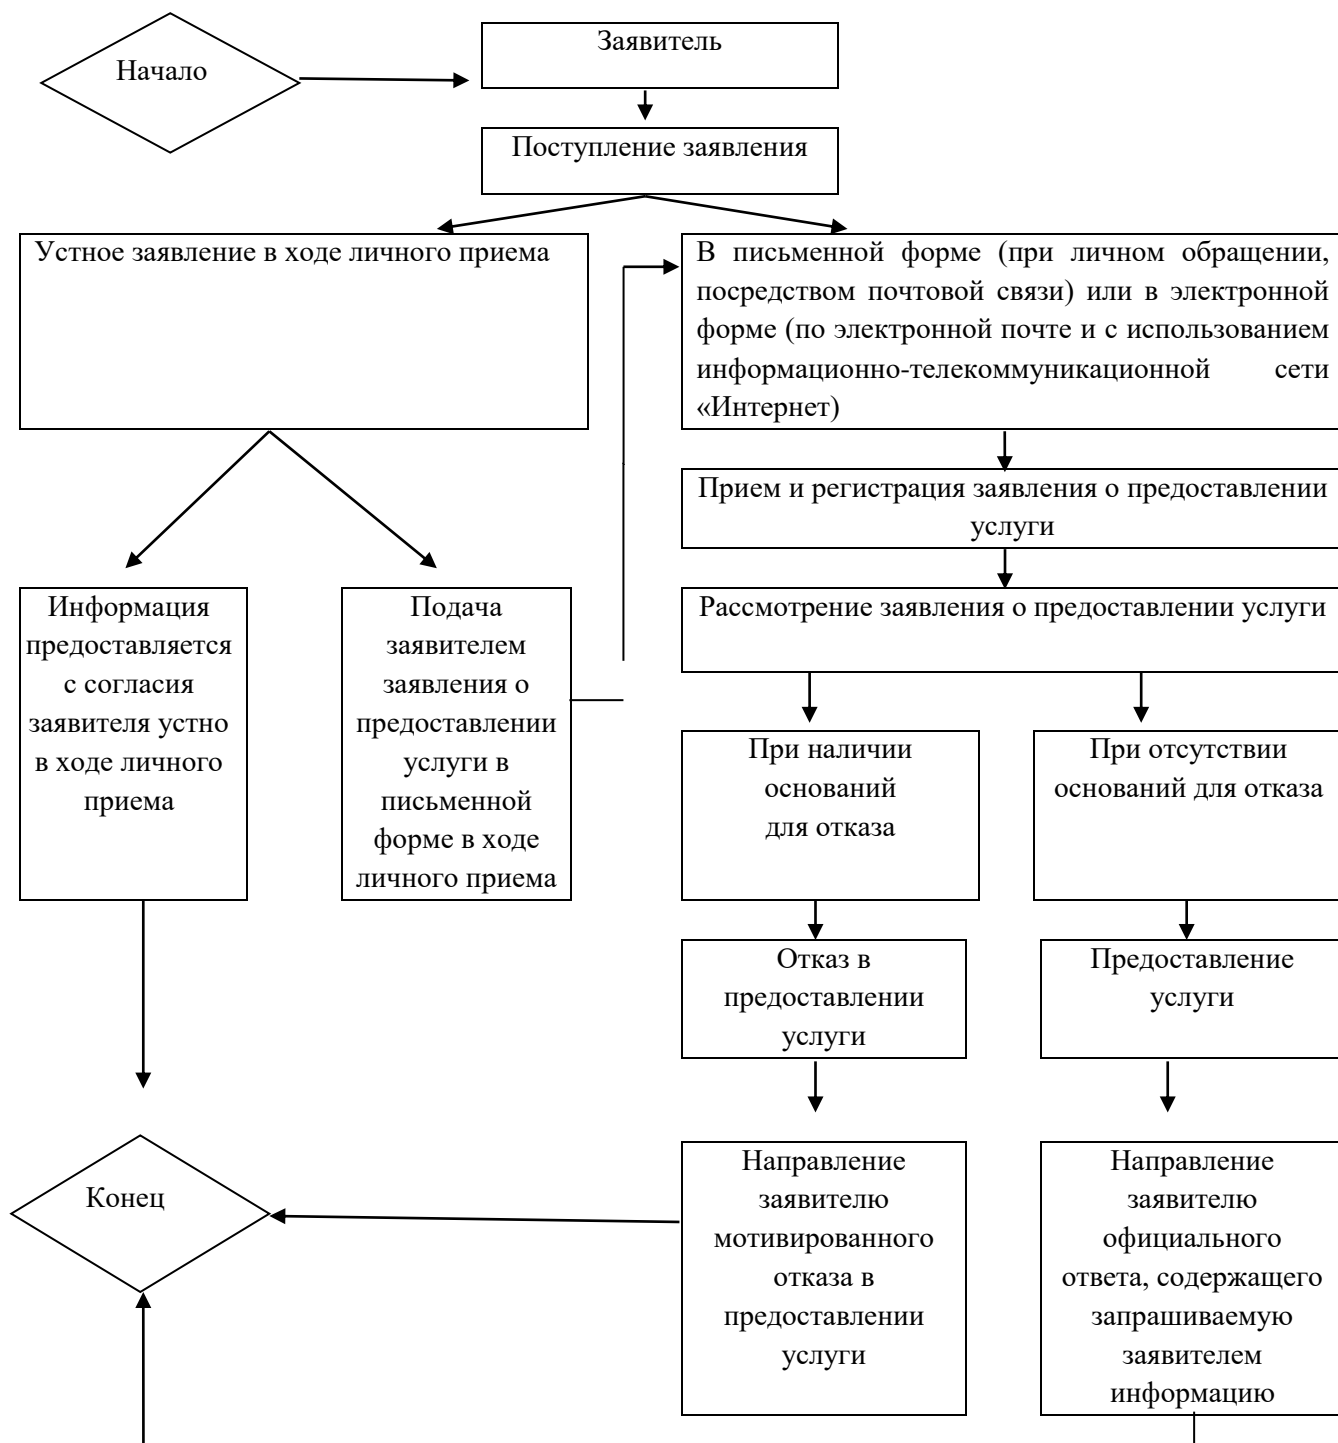 Начало
Заявитель
Поступление заявления
Устное заявление в ходе личного приема
В письменной форме (при личном обращении,
посредством почтовой связи) или в электронной
форме (по электронной почте и с использованием
информационно-телекоммуникационной сети
«Интернет)
Прием и регистрация заявления о предоставлении
услуги
Рассмотрение заявления о предоставлении услуги
Информация
предоставляется
с согласия
заявителя устно
в ходе личного
приема
Подача
заявителем
заявления о
предоставлении
услуги в
письменной
форме в ходе
личного приема
При наличии
оснований
для отказа
При отсутствии
оснований для отказа
Отказ в
предоставлении
услуги
Предоставление
услуги
Конец
Направление
заявителю
мотивированного
отказа в
предоставлении
услуги
Направление
заявителю
официального
ответа, содержащего
запрашиваемую
заявителем
информацию